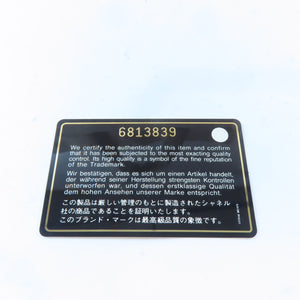 6813839
We certify the authenticity of this item and confirm
that it has been subjected to the most exacting quality
control. Its high quality is a symbol of the fine reputation
of the Trademark.
Wir bestätigen, dass es sich um einen Artikel handelt,
der während seiner Herstellung strengsten Kontrollen
unterworfen war, und dessen erstklassige Qualität
dem hohen Ansehen unserer Marke entspricht.
この製品は厳しい管理のもとに製造されたシャネル
社の商品であることを証明いたします。
このブランド・マークは最高級品質の象徴です。